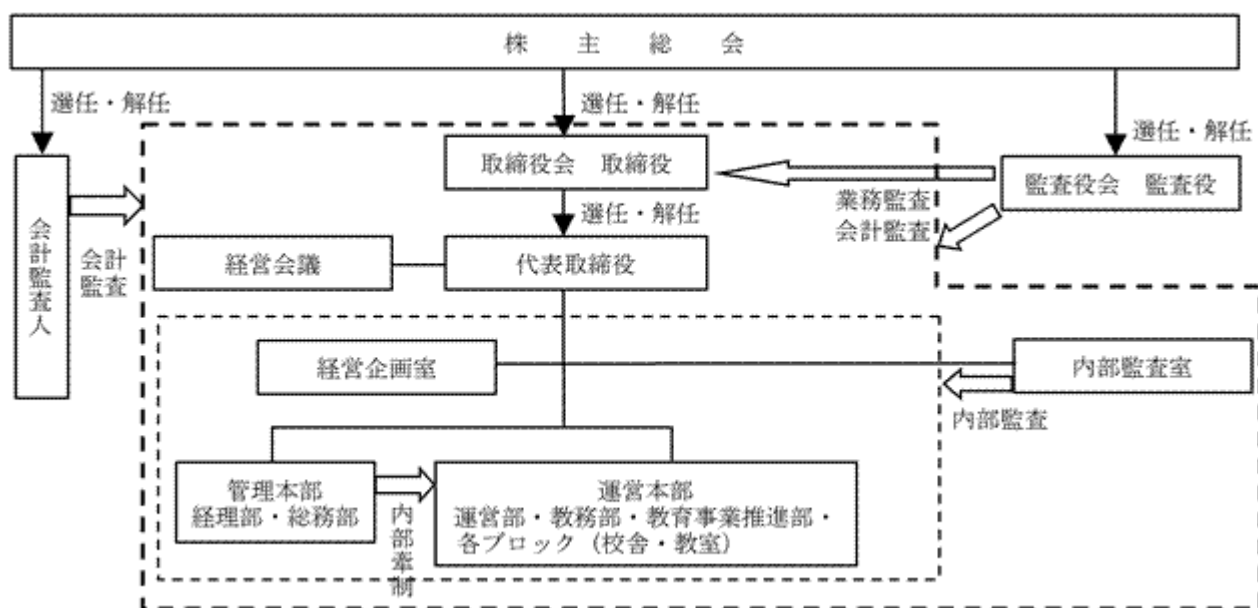 株主総会
選任・解任
選任・解任
選任・解任
取締役会　取締役
監査役会　監査役
業務監査
会計監査
選任・解任
会計監査人
会計
監査
経営会議
代表取締役
経営企画室
内部監査室
内部監査
管理本部
経理部・総務部
内部牽制
運営本部
運営部・教務部・教育事業推進部・
各ブロック（校舎・教室）